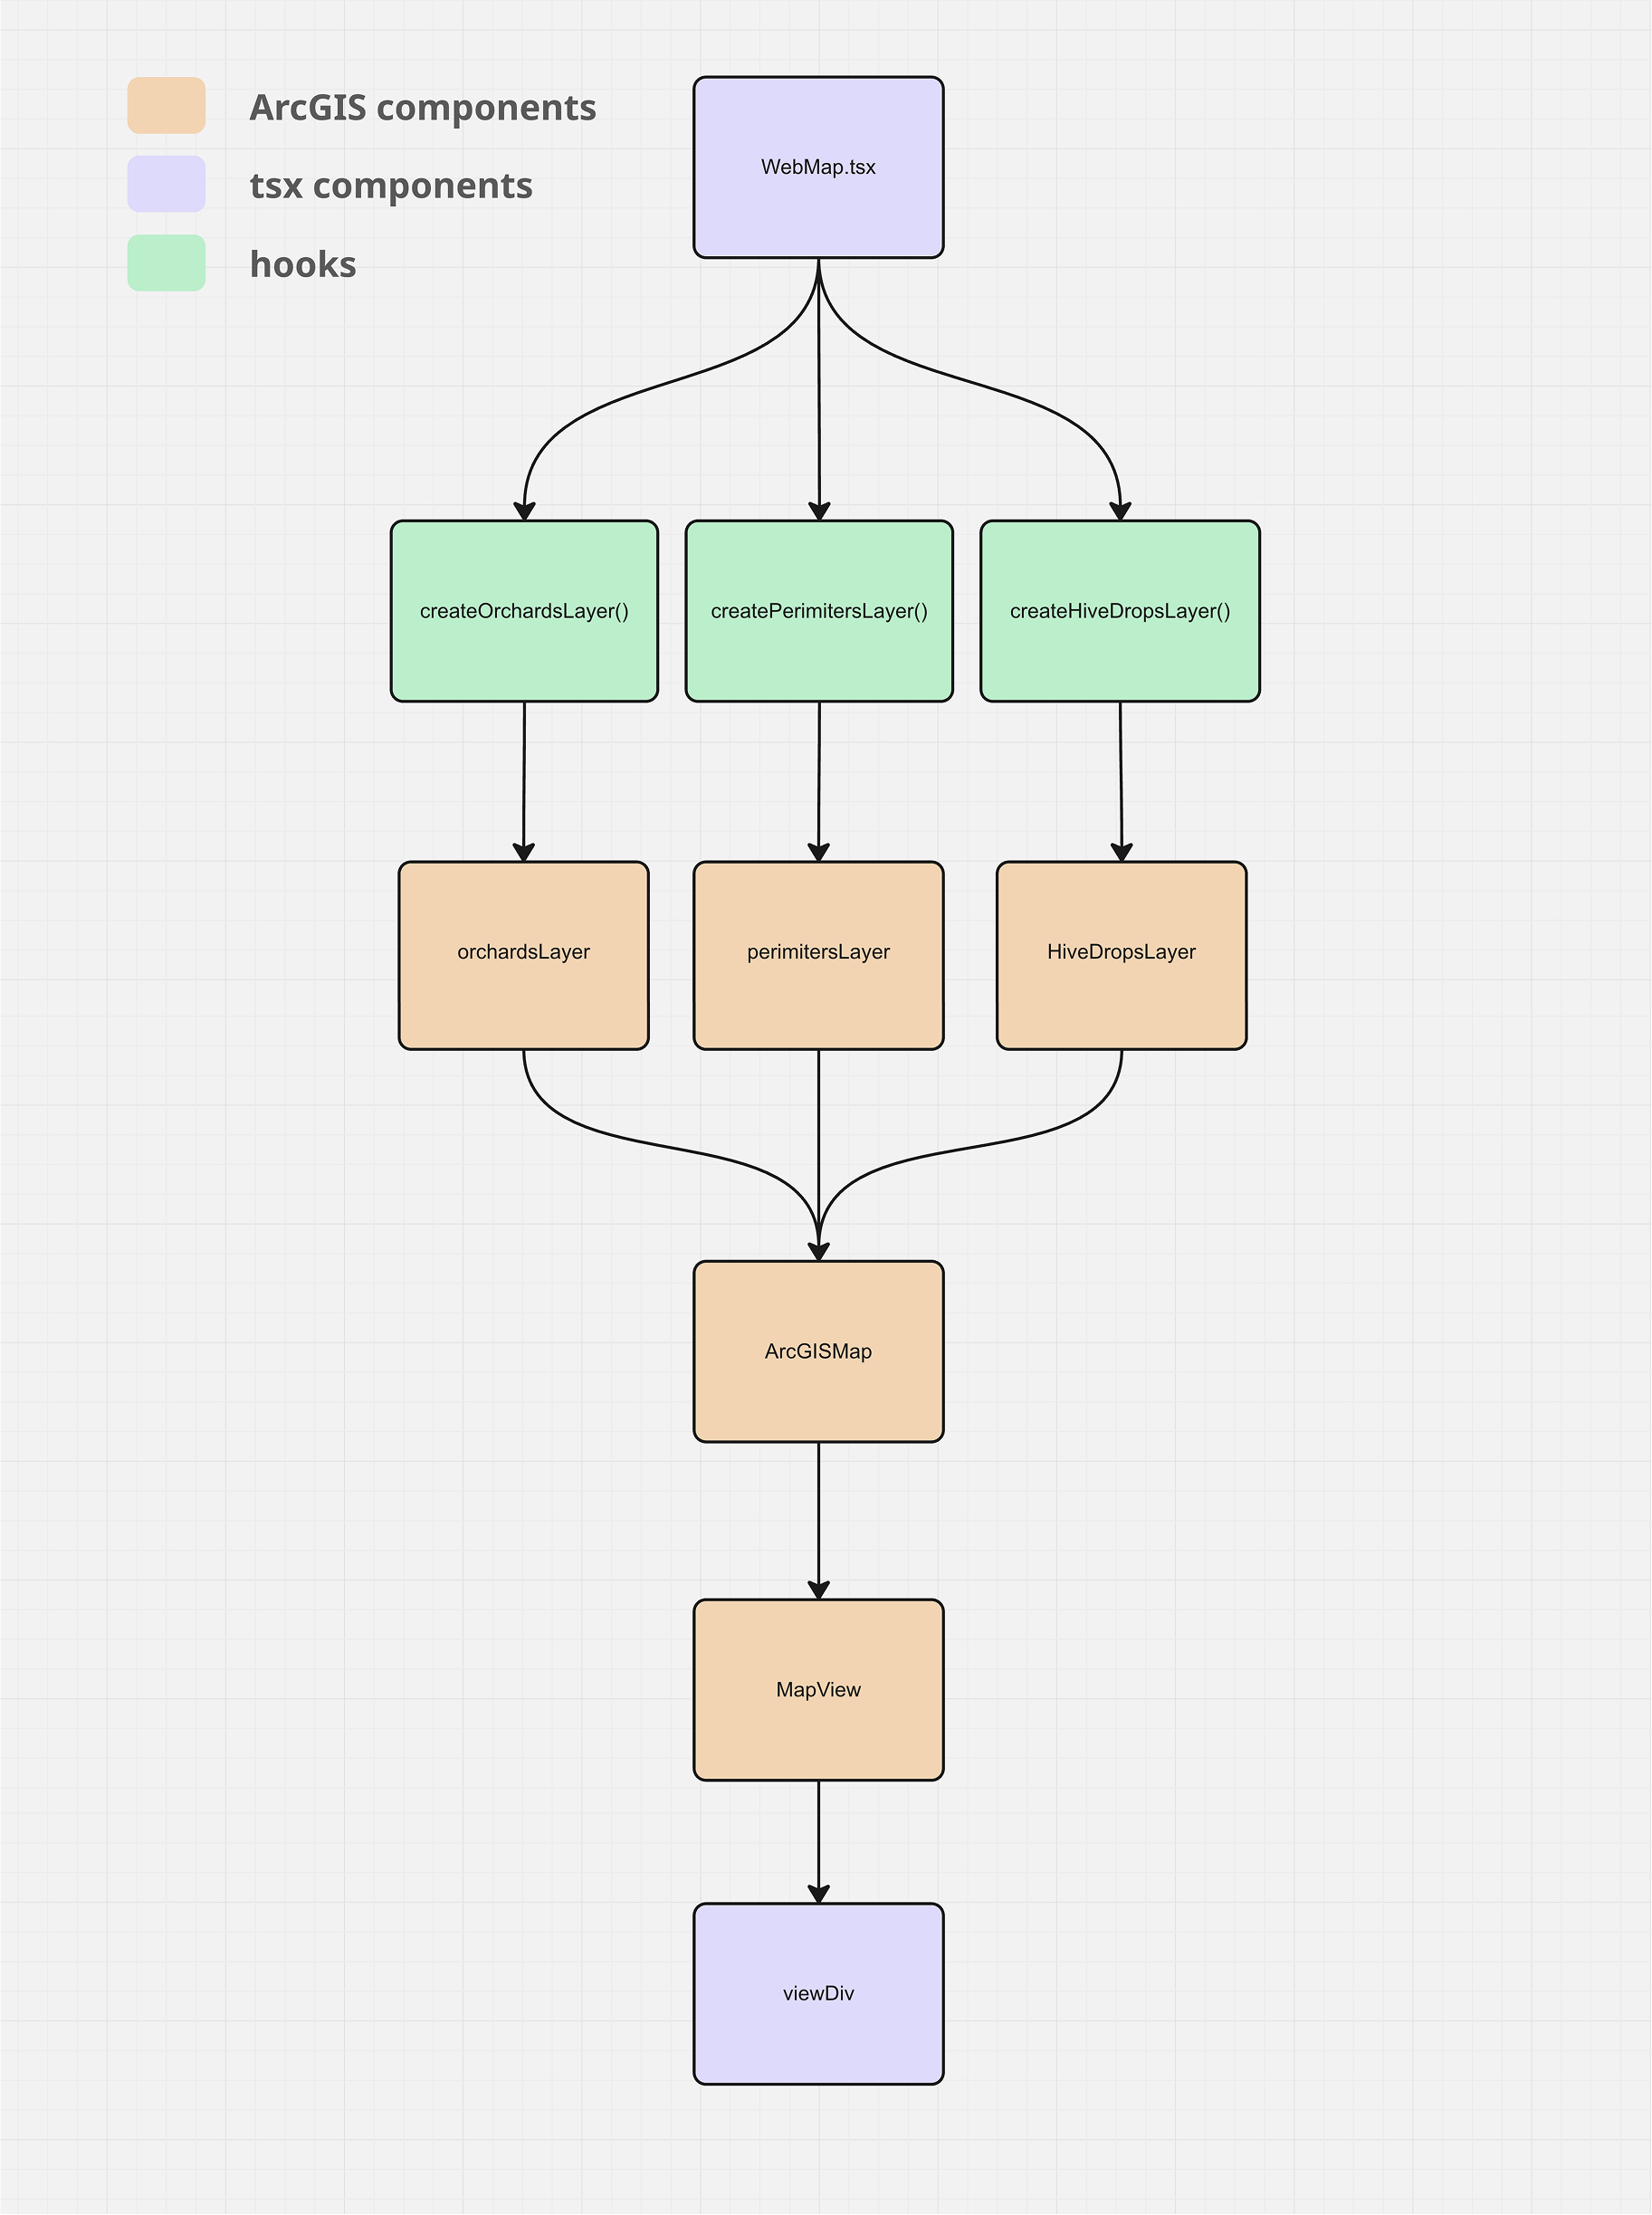 ArcGIS components
tsx components
hooks
WebMap.tsx
createOrchardsLayer()
createPerimitersLayer()
createHiveDropsLayer()
orchardsLayer
perimitersLayer
HiveDropsLayer
ArcGISMap
MapView
viewDiv